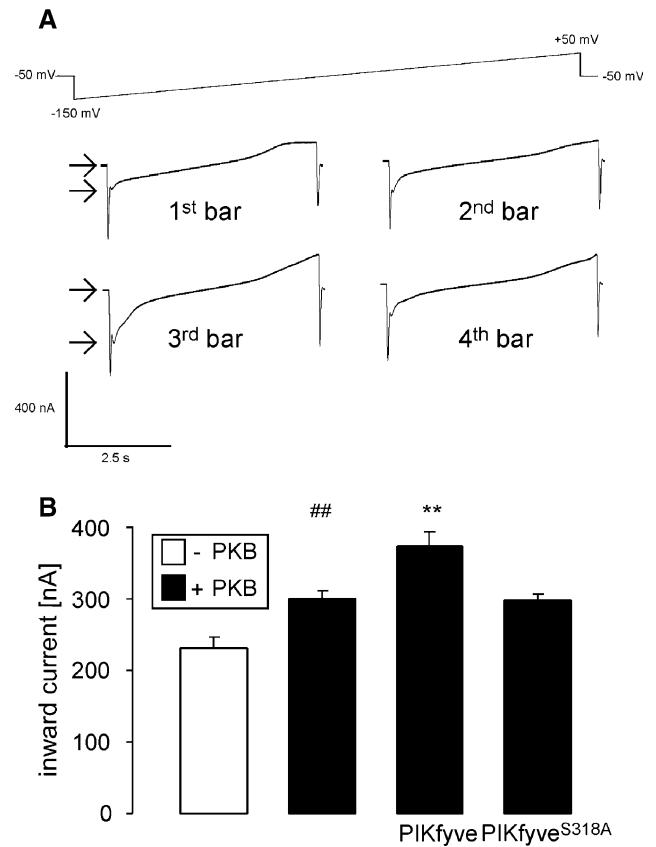 A
+50 mV
-50 mV
-50 mV
-150 mV
1st bar
2nd bar
3rd bar
4th bar
400 nA
2.5 s
B
## **
400
300
200
100
0
inward current [nA]
- PKB
+ PKB
PIKfyve PIKfyveS318A